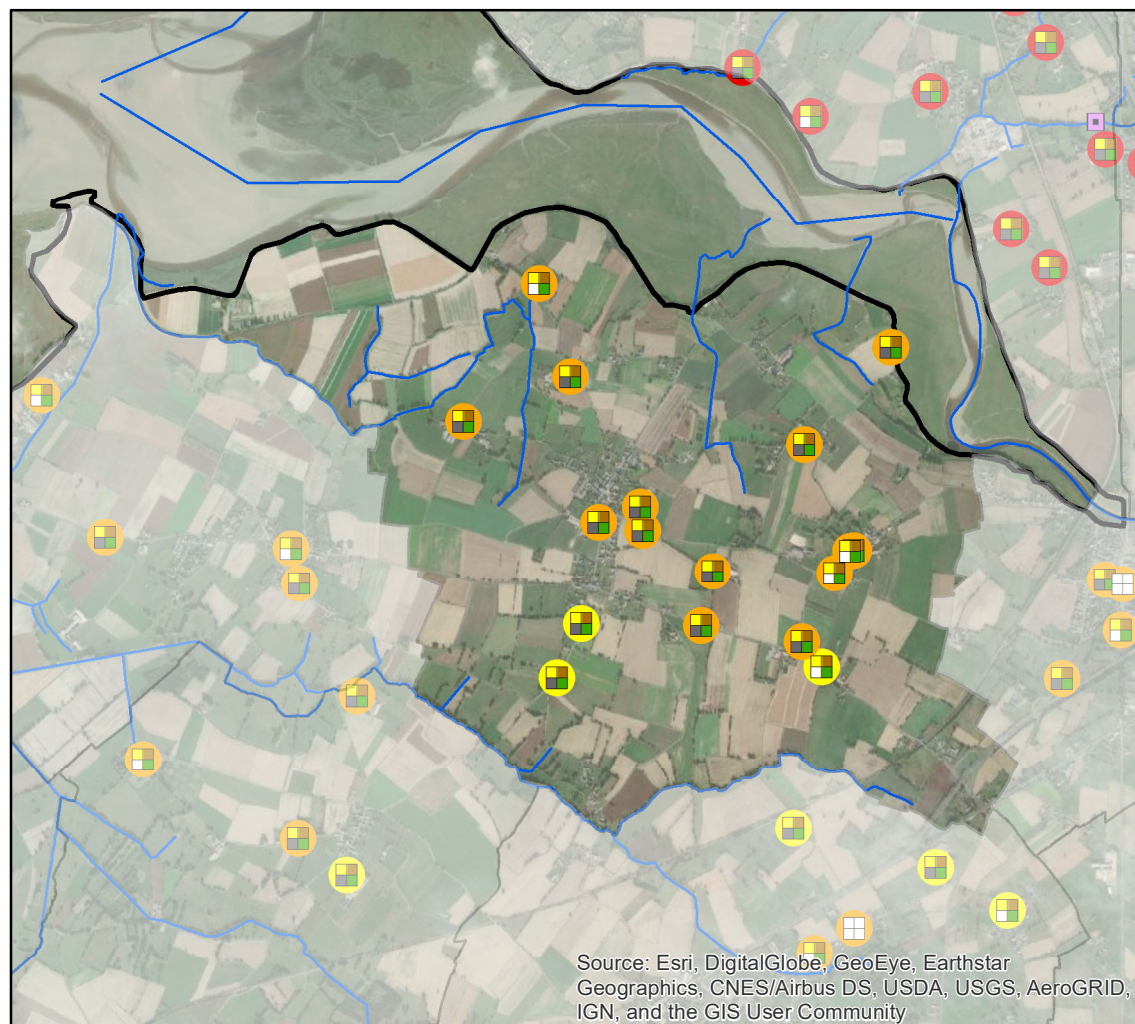 Source: Esri, DigitalGlobe, GeoEye, Earthstar
Geographics, CNES/Airbus DS, USDA, USGS, AeroGRID,
IGN, and the GIS User Community